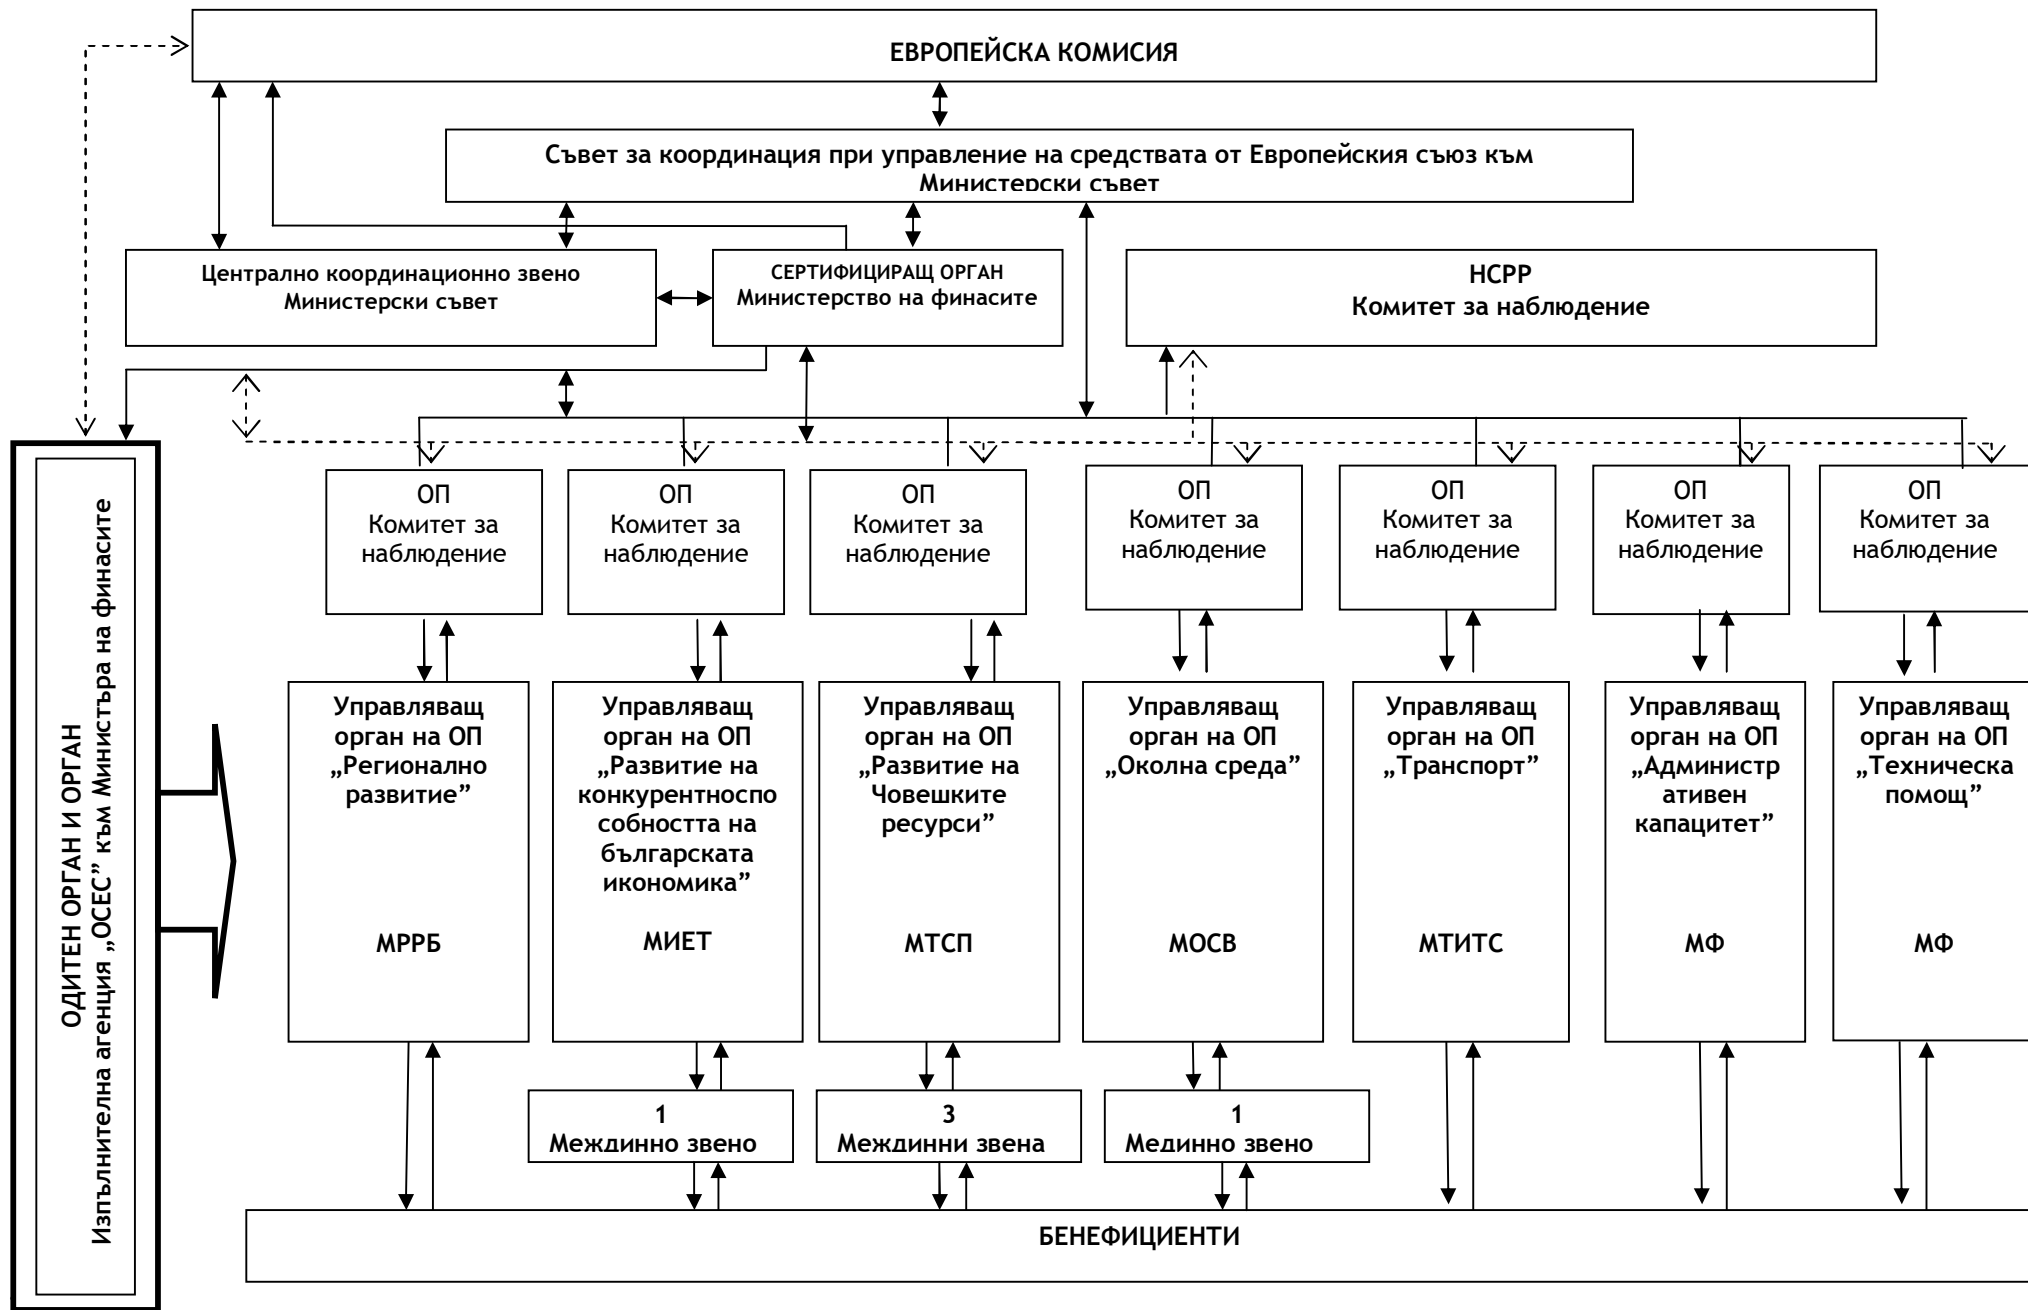 ЕВРОПЕЙСКА КОМИСИЯ
Съвет за координация при управление на средствата от Европейския съюз към
Министерски съвет
Централно координационно звено
Министерски съвет
СЕРТИФИЦИРАЩ ОРГАН
Министерство на финасите
НСРР
Комитет за наблюдение
ОДИТЕН ОРГАН И ОРГАН
Изпълнителна агенция „ОСЕС” към Министъра на финасите
ОП
Комитет за
наблюдение
ОП
Комитет за
наблюдение
ОП
Комитет за
наблюдение
ОП
Комитет за
наблюдение
ОП
Комитет за
наблюдение
ОП
Комитет за
наблюдение
ОП
Комитет за
наблюдение
Управляващ
орган на ОП
„Регионално
развитие”
МРРБ
Управляващ
орган на ОП
„Развитие на
конкурентноспо
собността на
българската
икономика”
МИЕТ
Управляващ
орган на ОП
„Развитие на
Човешките
ресурси”
МТСП
Управляващ
орган на ОП
„Околна среда”
МОСВ
Управляващ
орган на ОП
„Транспорт”
МТИТС
Управляващ
орган на ОП
„Администр
ативен
капацитет”
МФ
Управляващ
орган на ОП
„Техническа
помощ”
МФ
1
Междинно звено
3
Междинни звена
1
Мединно звено
БЕНЕФИЦИЕНТИ